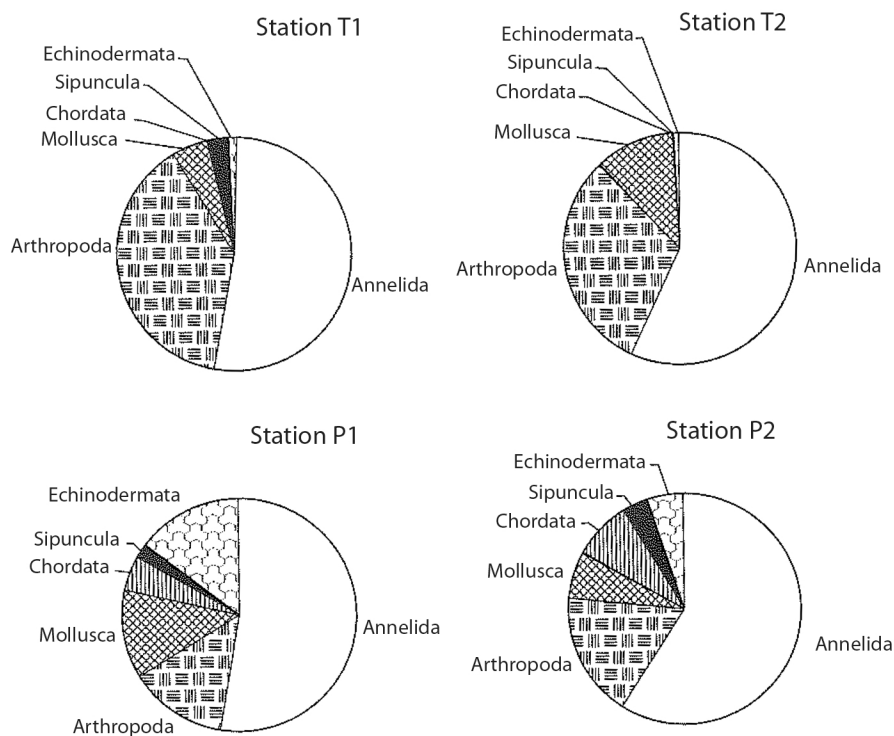 Station T1
Echinodermata
Sipuncula
Chordata
Mollusca
Arthropoda
Annelida
Station T2
Echinodermata
Sipuncula
Chordata
Mollusca
Arthropoda
Annelida
Station P1
Echinodermata
Sipuncula
Chordata
Mollusca
Arthropoda
Annelida
Station P2
Echinodermata
Sipuncula
Chordata
Mollusca
Arthropoda
Annelida